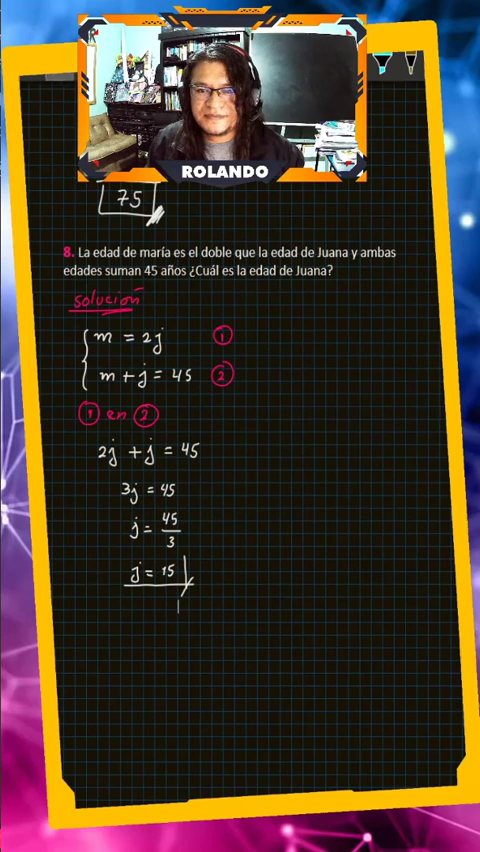 ROLANDO
75
8. La edad de maría es el doble que la edad de Juana y ambas
edades suman 45 años ¿Cuál es la edad de Juana?
solución
m = 2j ①
m + j = 45 ②
① en ②
2j + j = 45
3j = 45
j = 45/3
j = 15